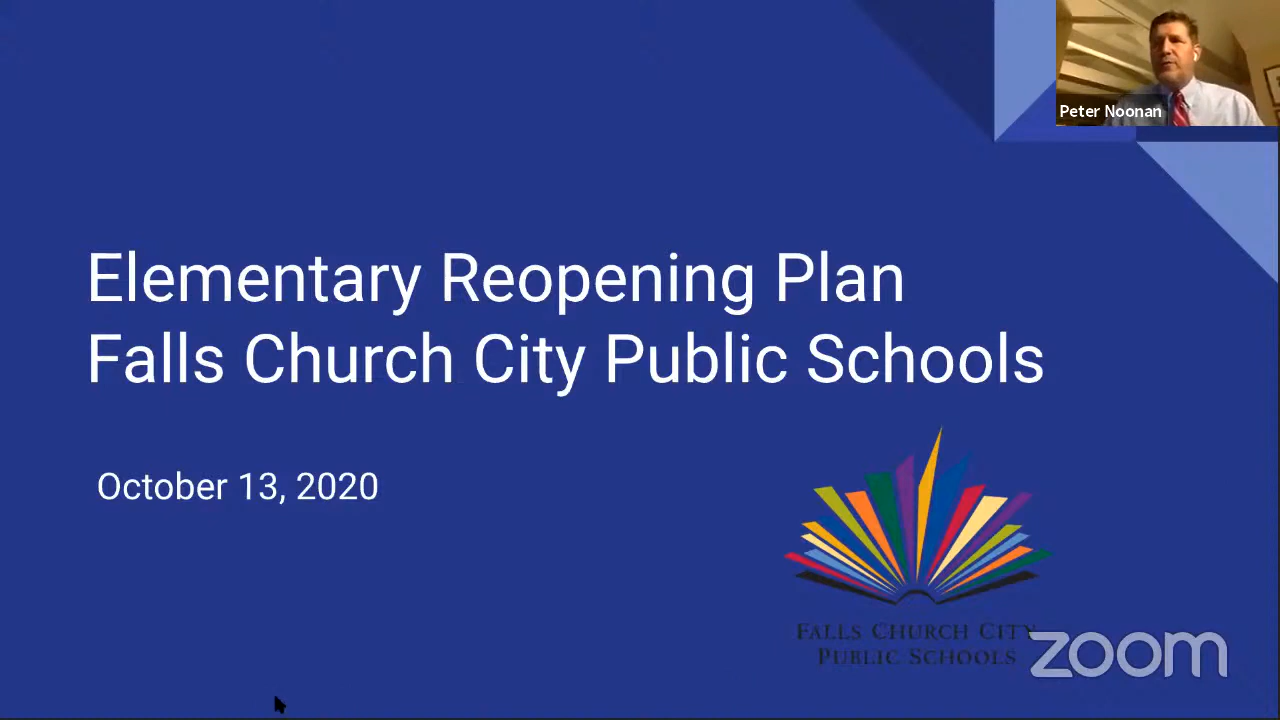 Peter Noonan
Elementary Reopening Plan
Falls Church City Public Schools
October 13, 2020
FALLS CHURCH CITY
PUBLIC SCHOOLS
zoom